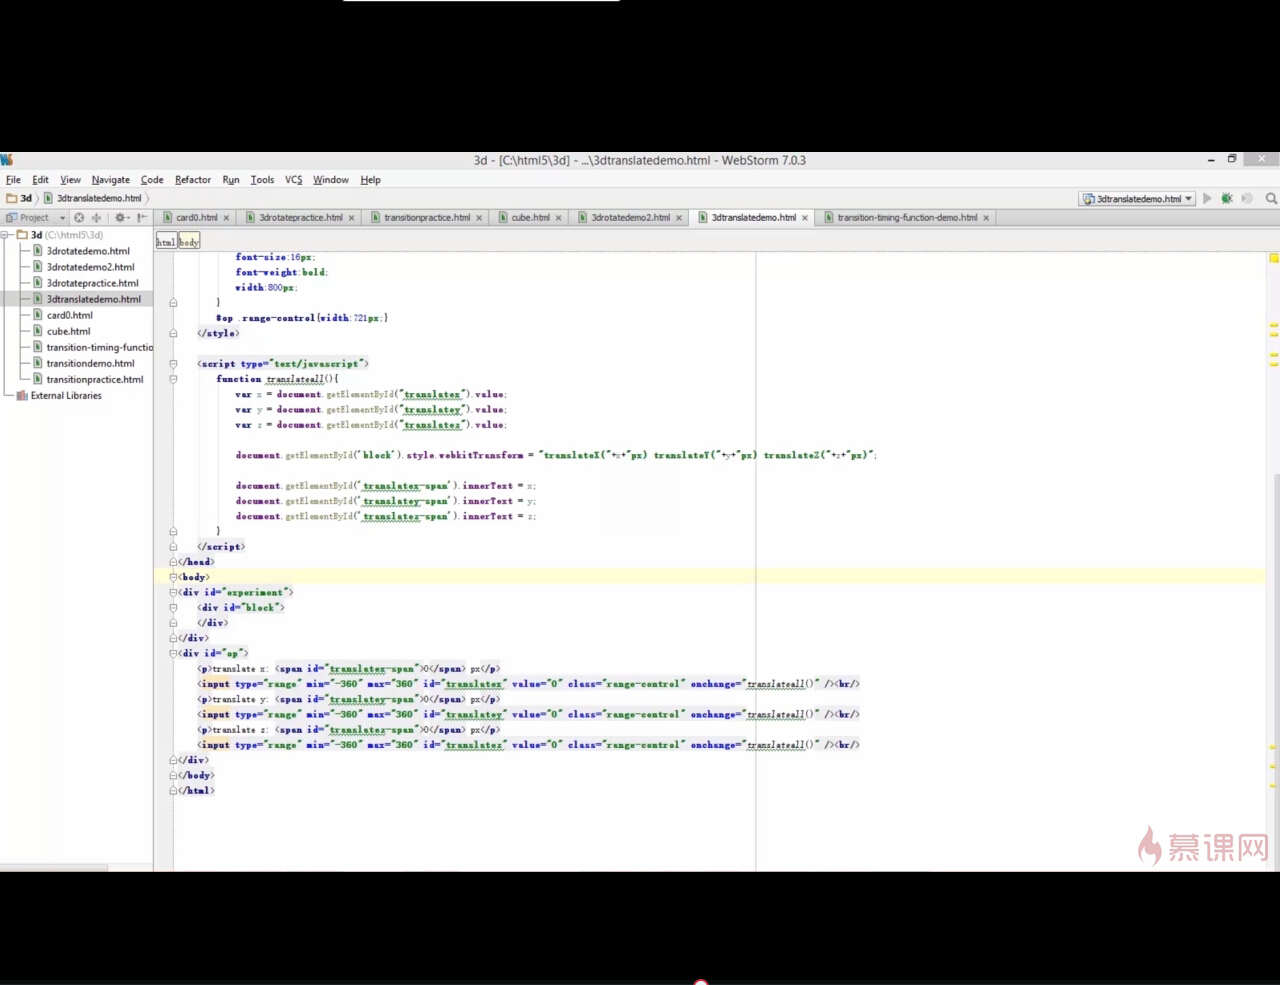 3d - [C:\html5\3d] - ...\3dtranslatedemo.html - WebStorm 7.0.3
File Edit View Navigate Code Refactor Run Tools VCS Window Help
3d 3dtranslatedemo.html 3dtranslatedemo.html
Project card0.html 3drotatepractice.html transitionpractice.html cube.html 3drotatedemo2.html 3dtranslatedemo.html transition-timing-function-demo.html
3d (C:\html5\3d)
3drotatedemo.html
3drotatedemo2.html
3drotatepractice.html
3dtranslatedemo.html
card0.html
cube.html
transition-timing-functio
transitiondemo.html
transitionpractice.html
External Libraries
html body
font-size:16px;
font-weight:bold;
width:800px;
}
#op .range-control{width:721px;}
</style>
<script type="text/javascript">
function translateall(){
var x = document.getElementById("translatex").value;
var y = document.getElementById("translatey").value;
var z = document.getElementById("translatez").value;
document.getElementById('block').style.webkitTransform = "translateX("+x+"px) translateY("+y+"px) translateZ("+z+"px)";
document.getElementById('translatex-span').innerText = x;
document.getElementById('translatey-span').innerText = y;
document.getElementById('translatez-span').innerText = z;
}
</script>
</head>
<body>
<div id="experiment">
<div id="block">
</div>
</div>
<div id="op">
<p>translate x: <span id="translatex-span">0</span> px</p>
<input type="range" min="-360" max="360" id="translatex" value="0" class="range-control" onchange="translateall()" /><br/>
<p>translate y: <span id="translatey-span">0</span> px</p>
<input type="range" min="-360" max="360" id="translatey" value="0" class="range-control" onchange="translateall()" /><br/>
<p>translate z: <span id="translatez-span">0</span> px</p>
<input type="range" min="-360" max="360" id="translatez" value="0" class="range-control" onchange="translateall()" /><br/>
</div>
</body>
</html>
慕课网